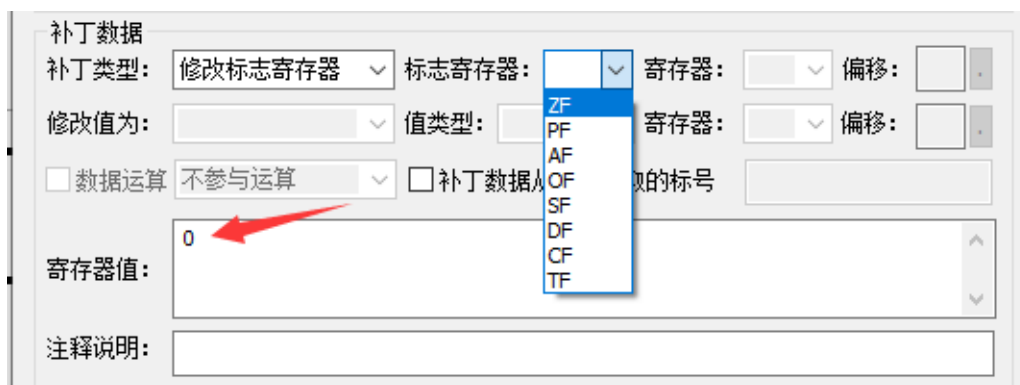 补丁数据
补丁类型： 修改标志寄存器 标志寄存器： 寄存器： 偏移： .
ZF
修改值为： 值类型： 寄存器： 偏移： .
PF
AF
数据运算 不参与运算 补丁数据从 取的标号
OF
SF
DF
CF
TF
寄存器值： 0
注释说明：